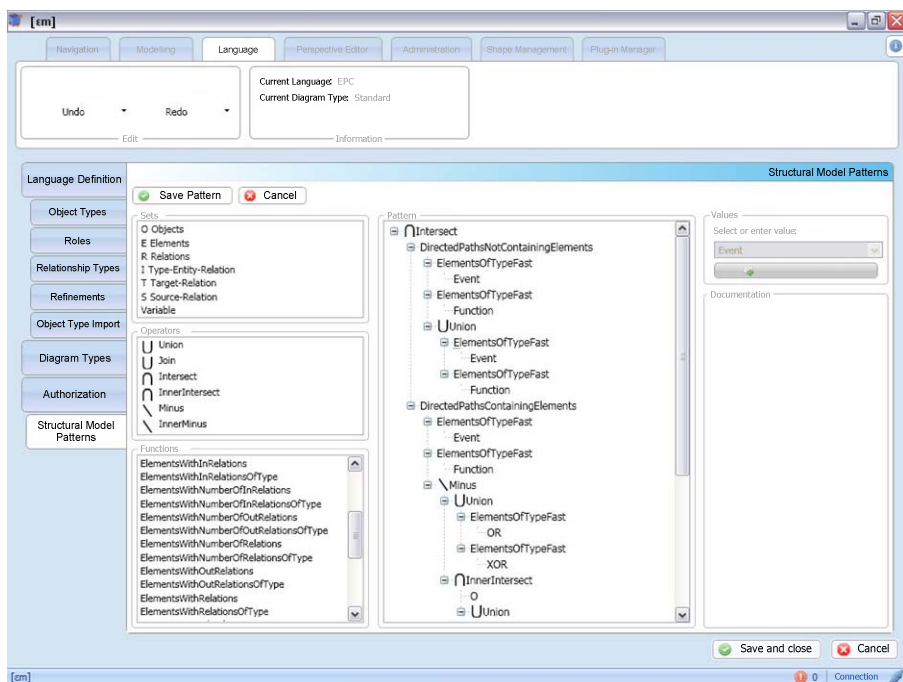 [εm]
Navigation
Modelling
Language
Perspective Editor
Administration
Shape Management
Plug-in Manager
Undo
Redo
Edit
Current Language: EPC
Current Diagram Type: Standard
Information
Language Definition
Object Types
Roles
Relationship Types
Refinements
Object Type Import
Diagram Types
Authorization
Structural Model
Patterns
Structural Model Patterns
Save Pattern
Cancel
Sets
O Objects
E Elements
R Relations
I Type-Entity-Relation
T Target-Relation
S Source-Relation
Variable
Operators
⋃ Union
⋃ Join
⋂ Intersect
⋂ InnerIntersect
\ Minus
\ InnerMinus
Functions
ElementsWithInRelations
ElementsWithInRelationsOfType
ElementsWithNumberOfInRelations
ElementsWithNumberOfInRelationsOfType
ElementsWithNumberOfOutRelations
ElementsWithNumberOfOutRelationsOfType
ElementsWithNumberOfRelations
ElementsWithNumberOfRelationsOfType
ElementsWithOutRelations
ElementsWithOutRelationsOfType
ElementsWithRelations
ElementsWithRelationsOfType
Pattern
⋂Intersect
DirectedPathsNotContainingElements
ElementsOfTypeFast
Event
ElementsOfTypeFast
Function
⋃Union
ElementsOfTypeFast
Event
ElementsOfTypeFast
Function
DirectedPathsContainingElements
ElementsOfTypeFast
Event
ElementsOfTypeFast
Function
\Minus
⋃Union
ElementsOfTypeFast
OR
ElementsOfTypeFast
XOR
⋂InnerIntersect
O
⋃Union
Values
Select or enter value:
Event
Documentation
Save and close
Cancel
[εm]
0
Connection